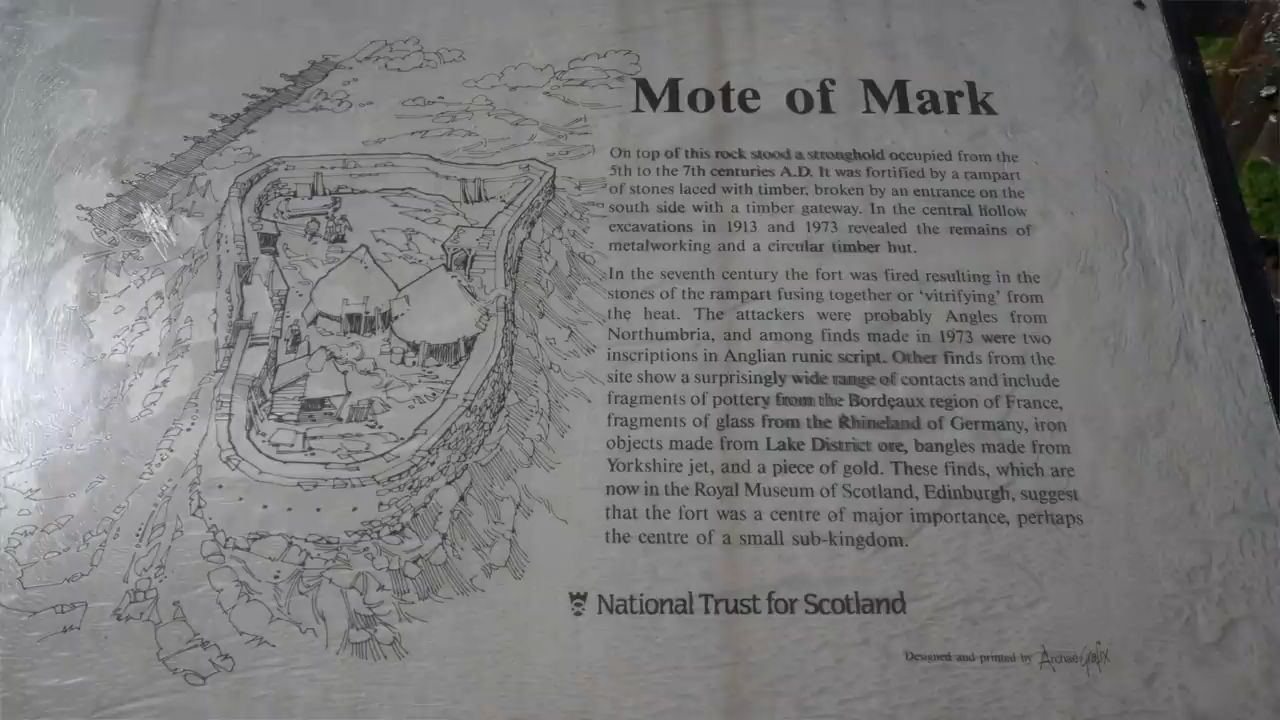 Mote of Mark
On top of this rock stood a stronghold occupied from the
5th to the 7th centuries A.D. It was fortified by a rampart
of stones laced with timber, broken by an entrance on the
south side with a timber gateway. In the central Hollow
excavations in 1913 and 1973 revealed the remains of
metalworking and a circular timber hut.
In the seventh century the fort was fired resulting in the
stones of the rampart fusing together or ‘vitrifying’ from
the heat. The attackers were probably Angles from
Northumbria, and among finds made in 1973 were two
inscriptions in Anglian runic script. Other finds from the
site show a surprisingly wide range of contacts and include
fragments of pottery from the Bordeaux region of France,
fragments of glass from the Rhineland of Germany, iron
objects made from Lake District ore, bangles made from
Yorkshire jet, and a piece of gold. These finds, which are
now in the Royal Museum of Scotland, Edinburgh, suggest
that the fort was a centre of major importance, perhaps
the centre of a small sub-kingdom.
National Trust for Scotland
Designed and printed by ArchaeoGrafix